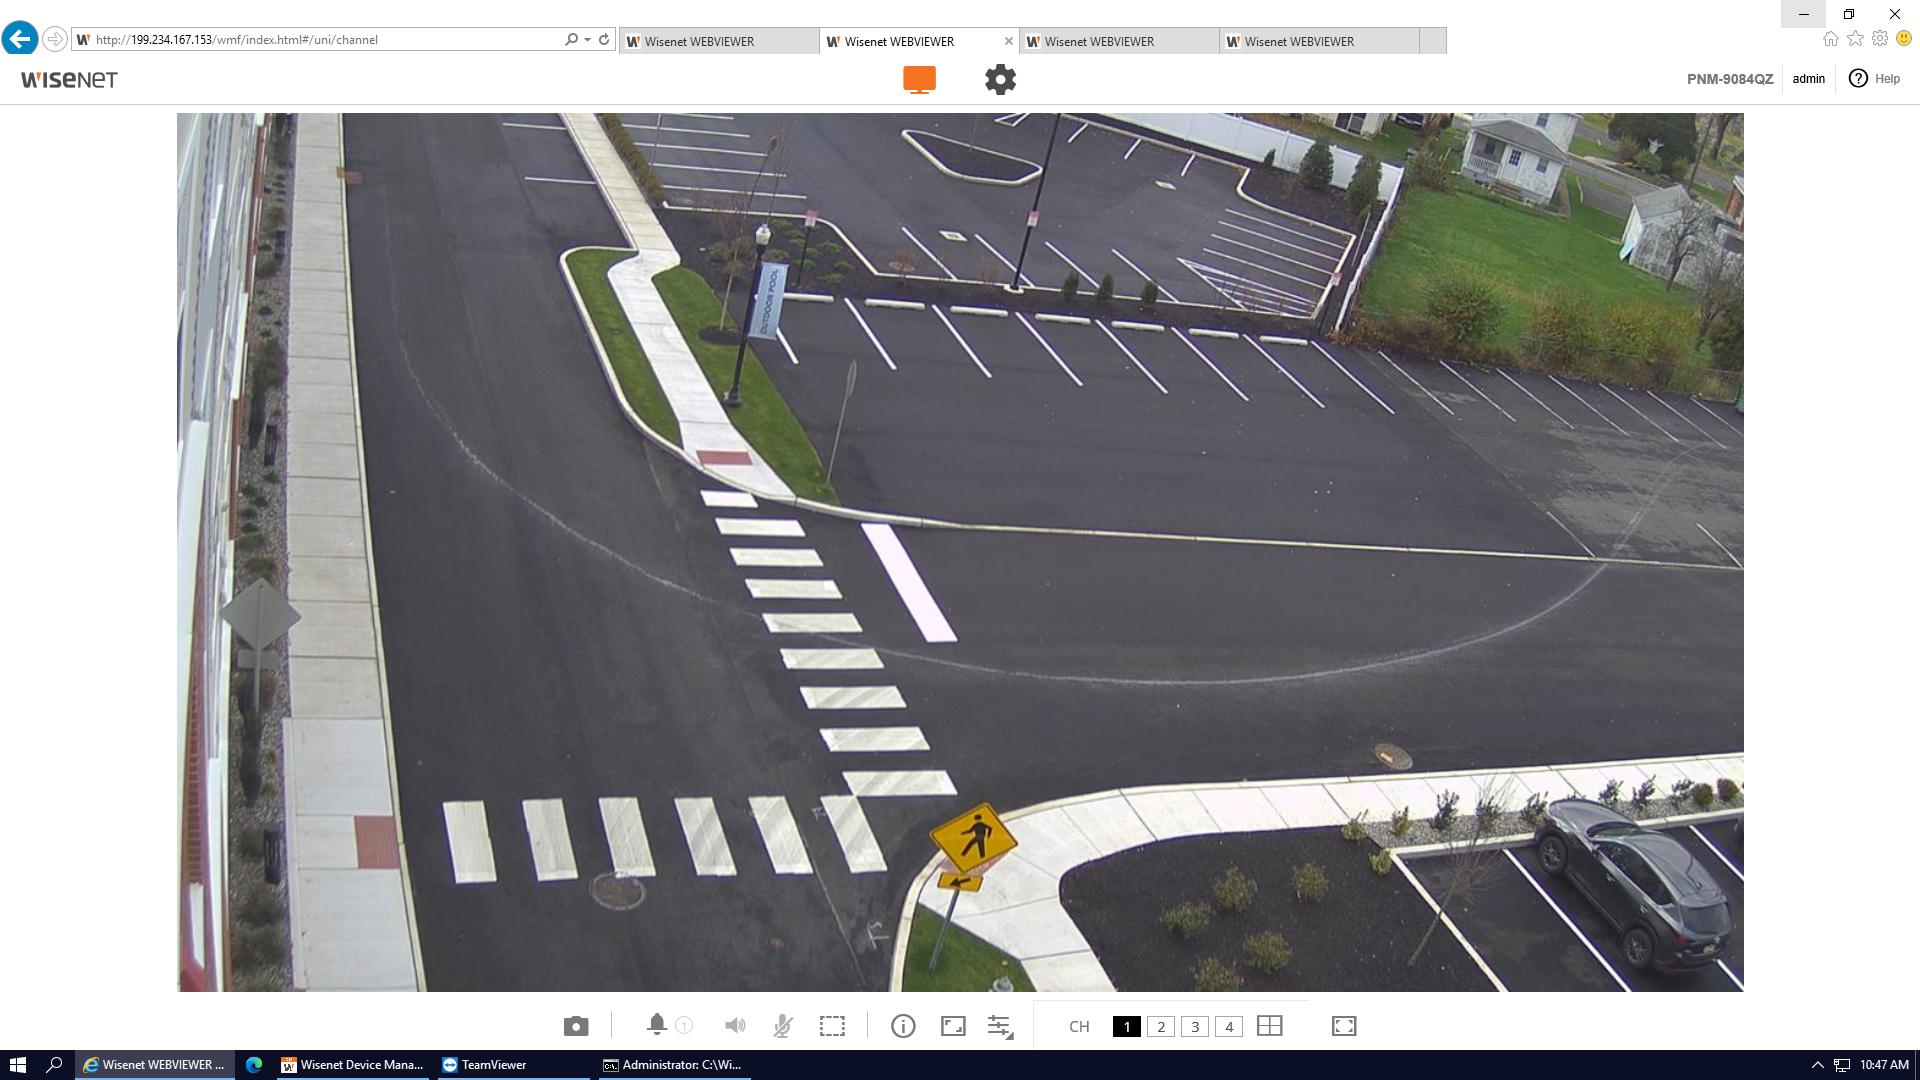 http://199.234.167.153/wmf/index.html#/uni/channel
Wisenet WEBVIEWER
Wisenet WEBVIEWER
Wisenet WEBVIEWER
Wisenet WEBVIEWER
WISENET
PNM-9084QZ
admin
? Help
OUTDOOR POOL
1
CH
1
2
3
4
Wisenet WEBVIEWER ...
Wisenet Device Mana...
TeamViewer
Administrator: C:\Wi...
10:47 AM